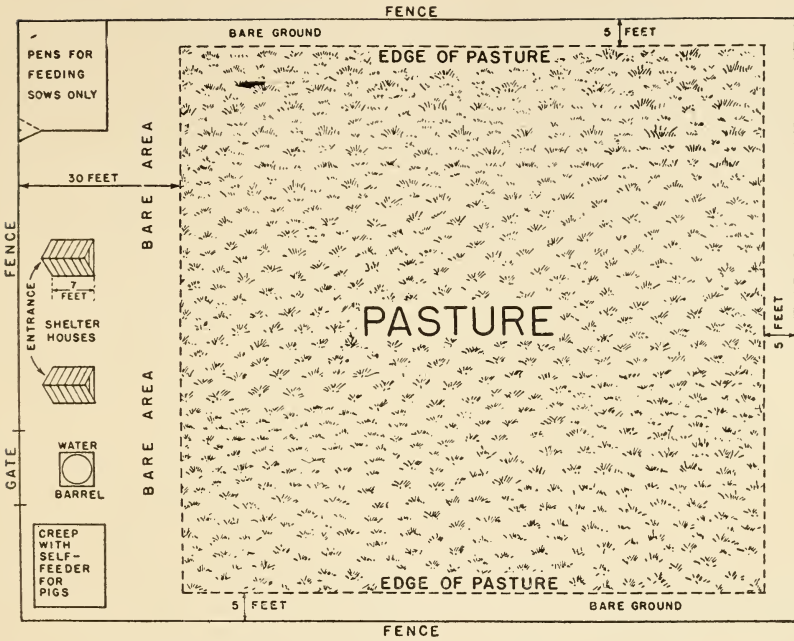 FENCE
BARE GROUND
5 FEET
PENS FOR
FEEDING
SOWS ONLY
EDGE OF PASTURE
BARE AREA
30 FEET
FENCE
ENTRANCE
7
FEET
SHELTER
HOUSES
PASTURE
5 FEET
BARE AREA
GATE
WATER
BARREL
CREEP
WITH
SELF-
FEEDER
FOR
PIGS
EDGE OF PASTURE
5 FEET
BARE GROUND
FENCE